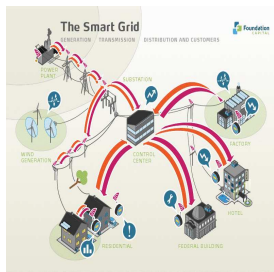 The Smart Grid
GENERATION TRANSMISSION DISTRIBUTION AND CUSTOMERS
Foundation
CAPITAL
POWER
PLANT
SUBSTATION
WIND
GENERATION
CONTROL
CENTER
FACTORY
HOTEL
RESIDENTIAL
FEDERAL BUILDING